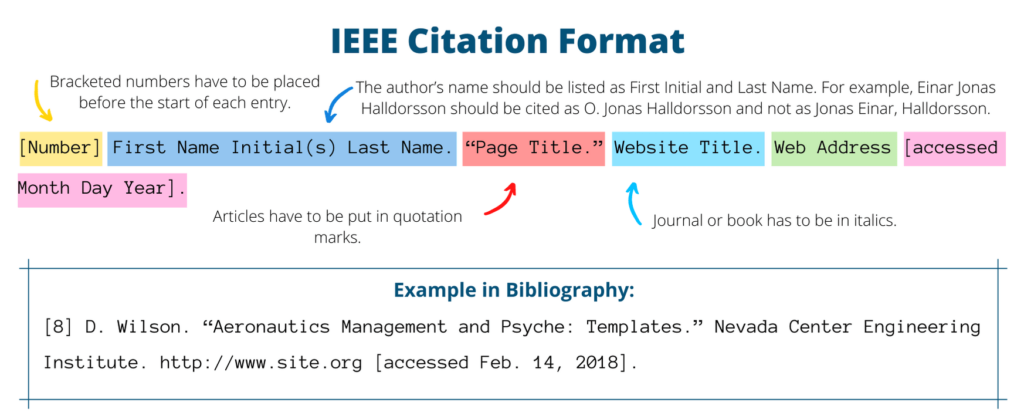 IEEE Citation Format
Bracketed numbers have to be placed
before the start of each entry.
The author's name should be listed as First Initial and Last Name. For example, Einar Jonas
Halldorsson should be cited as O. Jonas Halldorsson and not as Jonas Einar, Halldorsson.
[Number] First Name Initial(s) Last Name. “Page Title.” Website Title. Web Address [accessed
Month Day Year].
Articles have to be put in quotation
marks.
Journal or book has to be in italics.
Example in Bibliography:
[8] D. Wilson. “Aeronautics Management and Psyche: Templates.” Nevada Center Engineering
Institute. http://www.site.org [accessed Feb. 14, 2018].